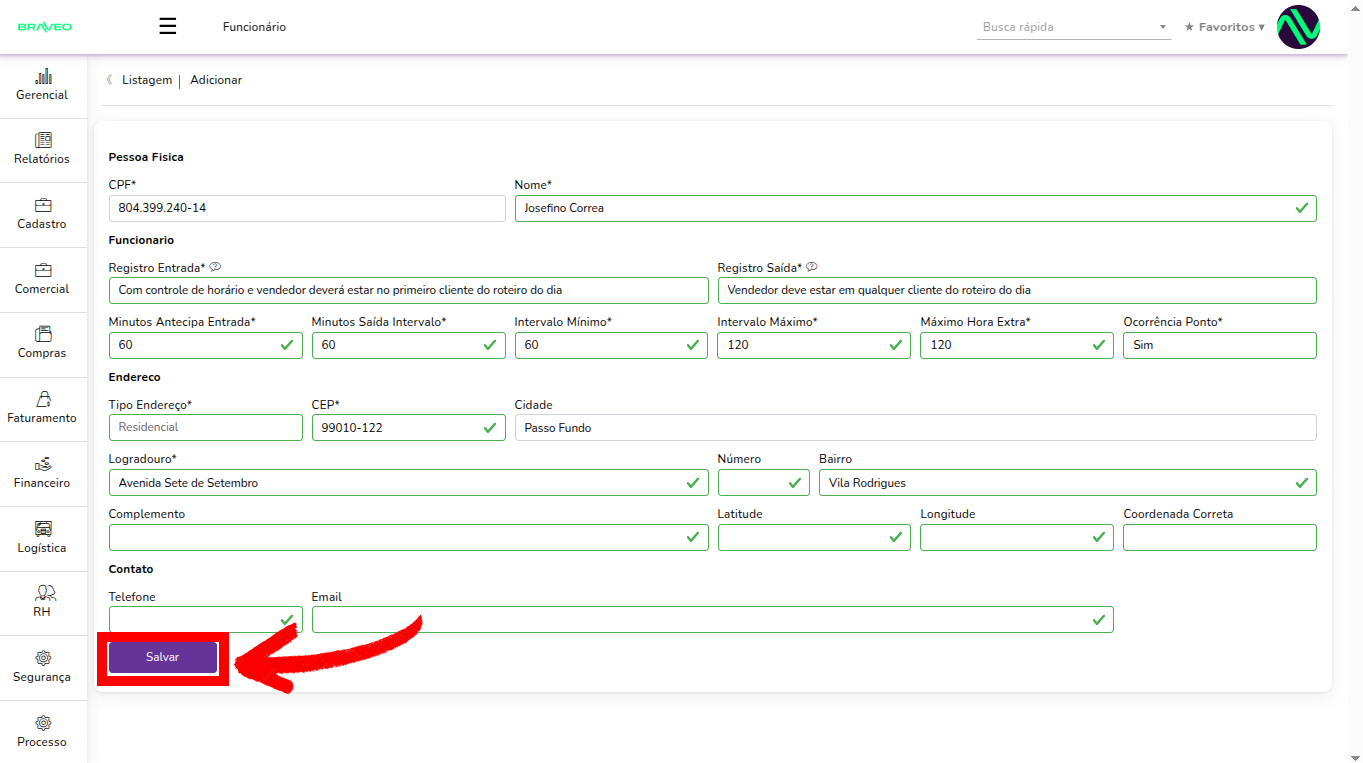 BRAVEO
☰ Funcionário
Busca rápida
★ Favoritos ▾
Gerencial
Relatórios
Cadastro
Comercial
Compras
Faturamento
Financeiro
Logística
RH
Segurança
Processo
《 Listagem | Adicionar
Pessoa Fisica
CPF* Nome*
804.399.240-14 Josefino Correa
Funcionario
Registro Entrada* Registro Saída*
Com controle de horário e vendedor deverá estar no primeiro cliente do roteiro do dia Vendedor deve estar em qualquer cliente do roteiro do dia
Minutos Antecipa Entrada* Minutos Saída Intervalo* Intervalo Mínimo* Intervalo Máximo* Máximo Hora Extra* Ocorrência Ponto*
60 60 60 120 120 Sim
Endereco
Tipo Endereço* CEP* Cidade
Residencial 99010-122 Passo Fundo
Logradouro* Número Bairro
Avenida Sete de Setembro Vila Rodrigues
Complemento Latitude Longitude Coordenada Correta
Contato
Telefone Email
Salvar